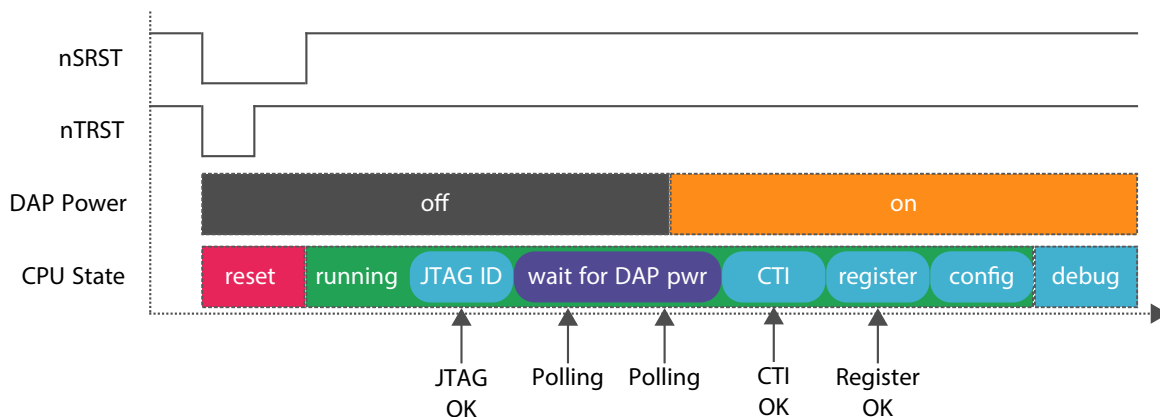 nSRST
nTRST
DAP Power
off
on
CPU State
reset
running
JTAG ID
wait for DAP pwr
CTI
register
config
debug
JTAG
OK
Polling
Polling
CTI
OK
Register
OK